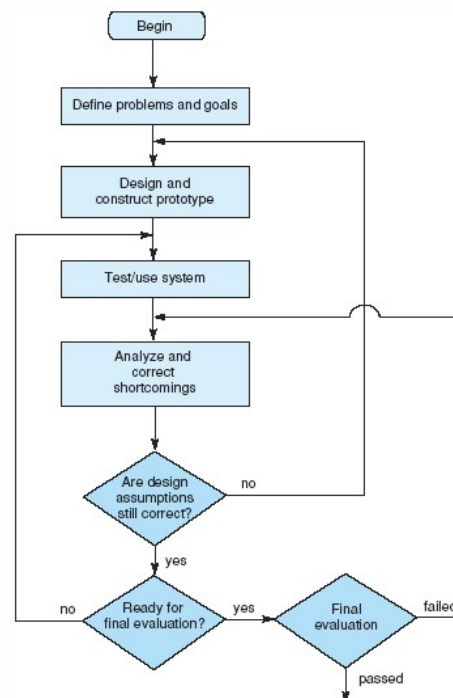 Begin
Define problems and goals
Design and
construct prototype
Test/use system
Analyze and
correct
shortcomings
Are design
assumptions
still correct?
no
yes
no
Ready for
final evaluation?
yes
Final
evaluation
failed
passed